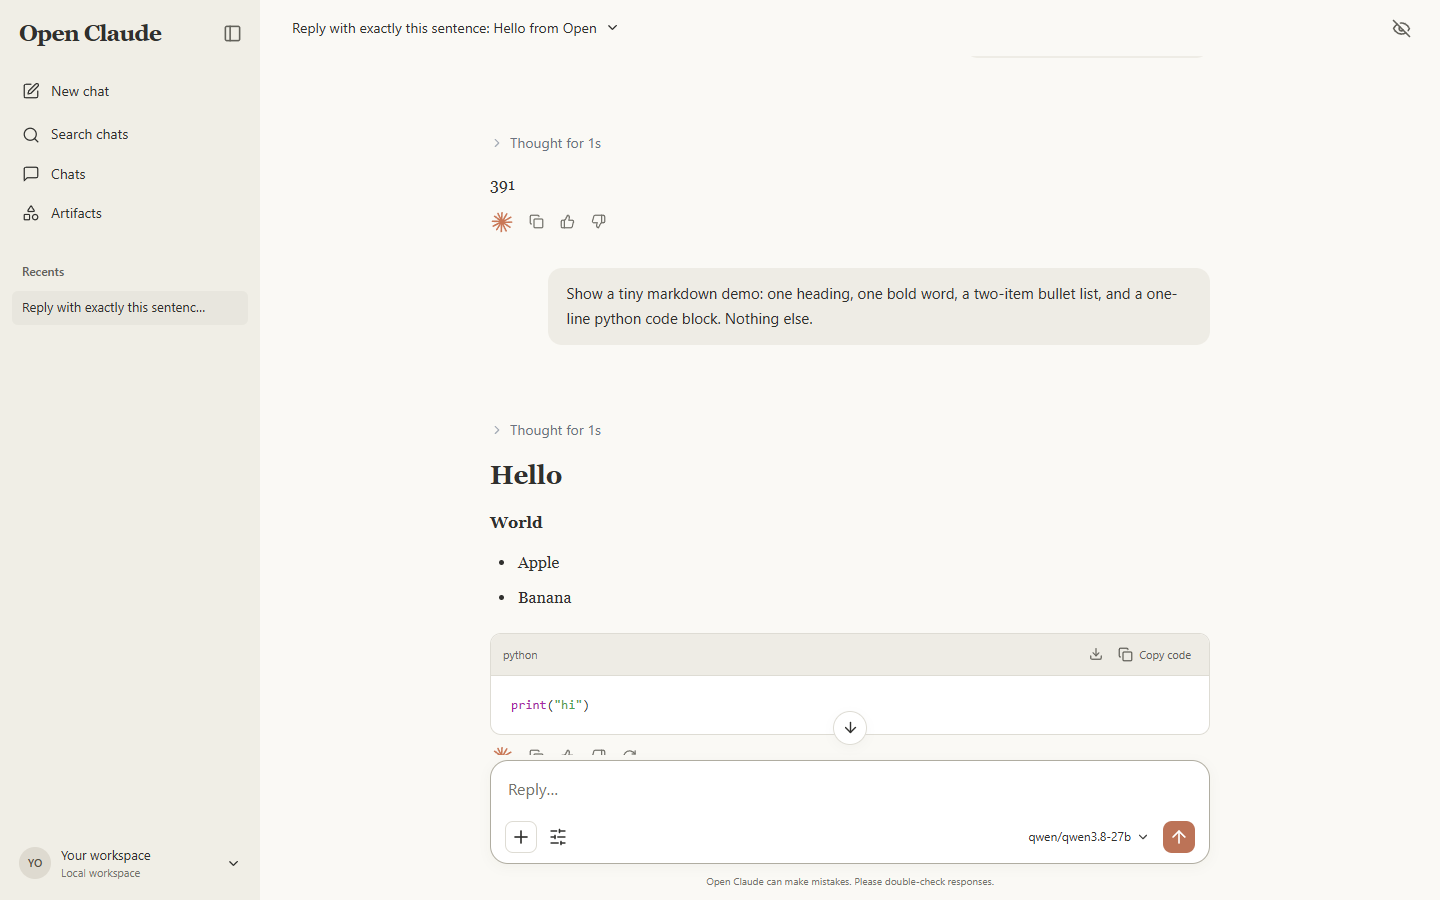 Open Claude
New chat
Search chats
Chats
Artifacts
Recents
Reply with exactly this sentenc...
YO
Your workspace
Local workspace
Reply with exactly this sentence: Hello from Open
Thought for 1s
391
Show a tiny markdown demo: one heading, one bold word, a two-item bullet list, and a one-
line python code block. Nothing else.
Thought for 1s
Hello
World
Apple
Banana
python
Copy code
print("hi")
Reply...
qwen/qwen3.8-27b
Open Claude can make mistakes. Please double-check responses.